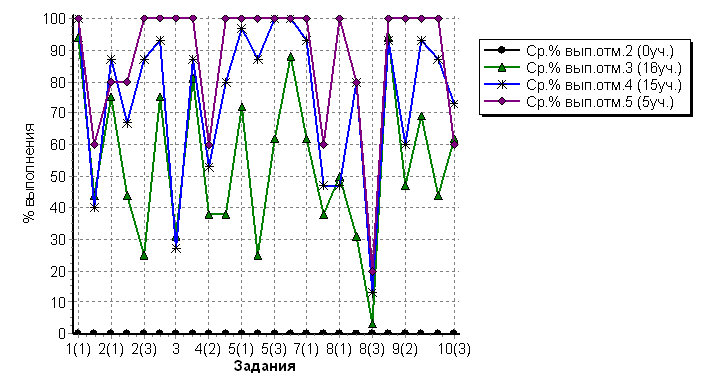 100
90
80
70
60
50
40
30
20
10
0
% выполнения
1(1) 2(1) 2(3) 3 4(2) 5(1) 5(3) 7(1) 8(1) 8(3) 9(2) 10(3)
Задания
Ср.% вып.отм.2 (0уч.)
Ср.% вып.отм.3 (16уч.)
Ср.% вып.отм.4 (15уч.)
Ср.% вып.отм.5 (5уч.)